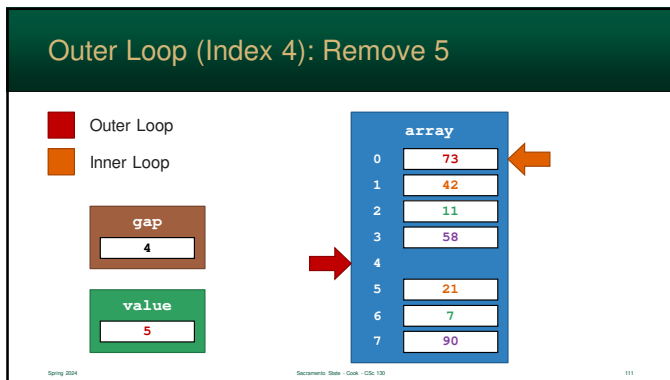 Outer Loop (Index 4): Remove 5
Outer Loop
Inner Loop
gap
4
value
5
array
0 73
1 42
2 11
3 58
4
5 21
6 7
7 90
Spring 2024 Sacramento State - Cook - CSc 130 111